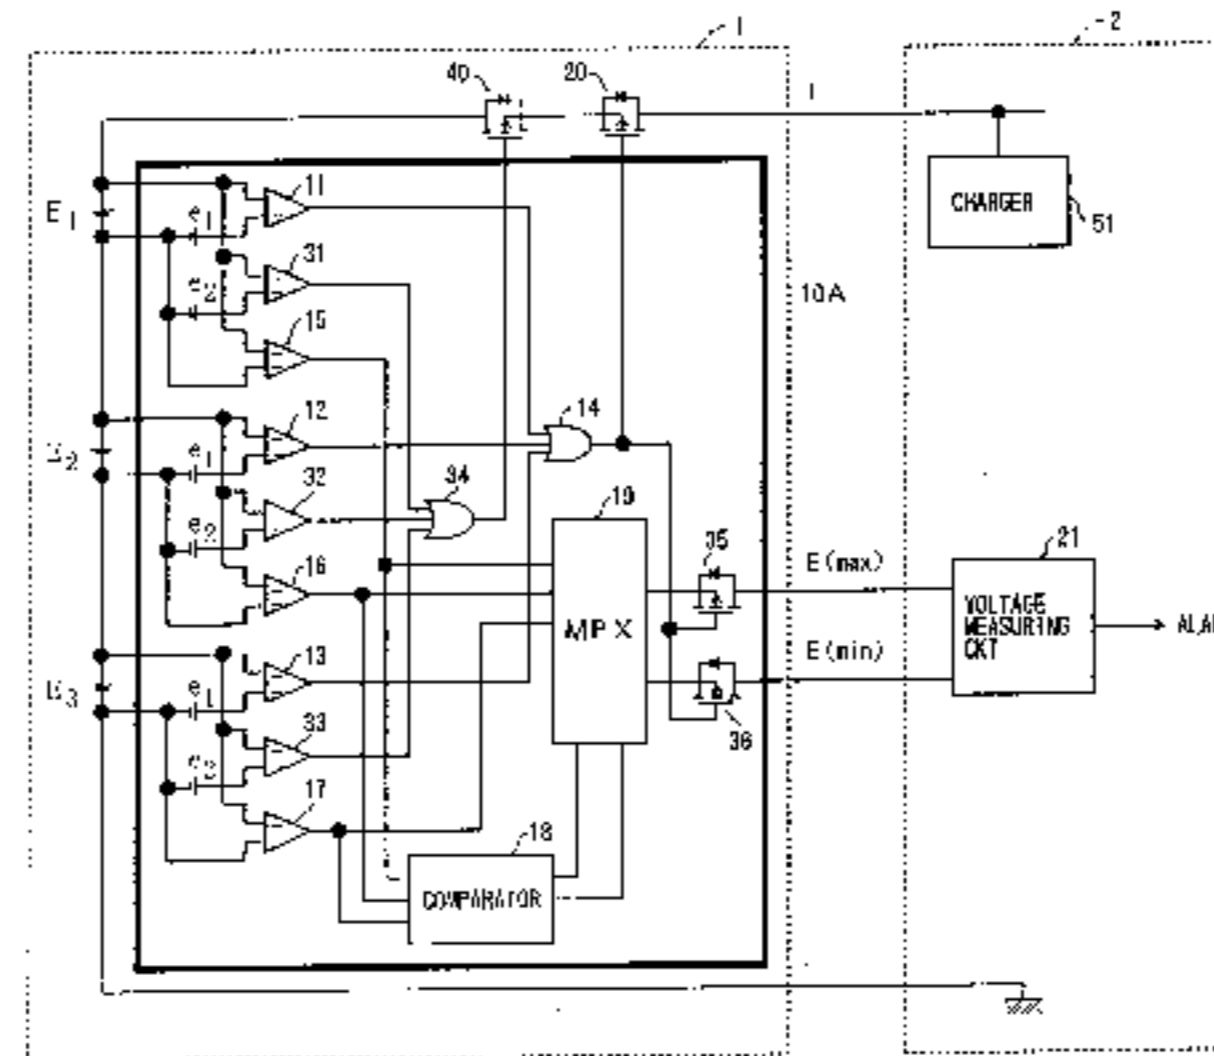 1
2
40
20
I
11
CHARGER
E1
e1
51
31
10A
e2
15
12
14
E2
e1
34
32
19
e2
35
21
16
E(max)
VOLTAGE
MEASURING
CKT
MPX
E(min)
13
E3
e1
33
36
e2
17
18
COMPARATOR